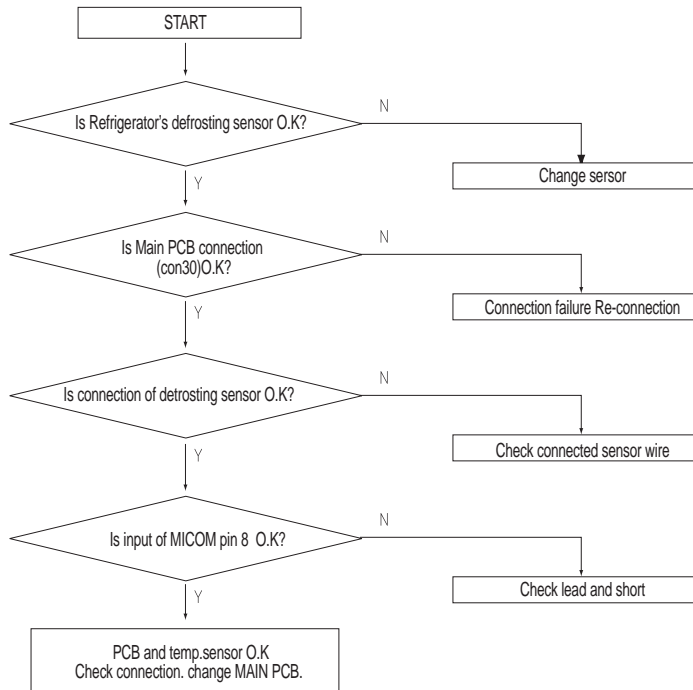 START
Is Refrigerator's defrosting sensor O.K?
N
Change sersor
Y
Is Main PCB connection
(con30)O.K?
N
Connection failure Re-connection
Y
Is connection of detrosting sensor O.K?
N
Check connected sensor wire
Y
Is input of MICOM pin 8 O.K?
N
Check lead and short
Y
PCB and temp.sensor O.K
Check connection. change MAIN PCB.